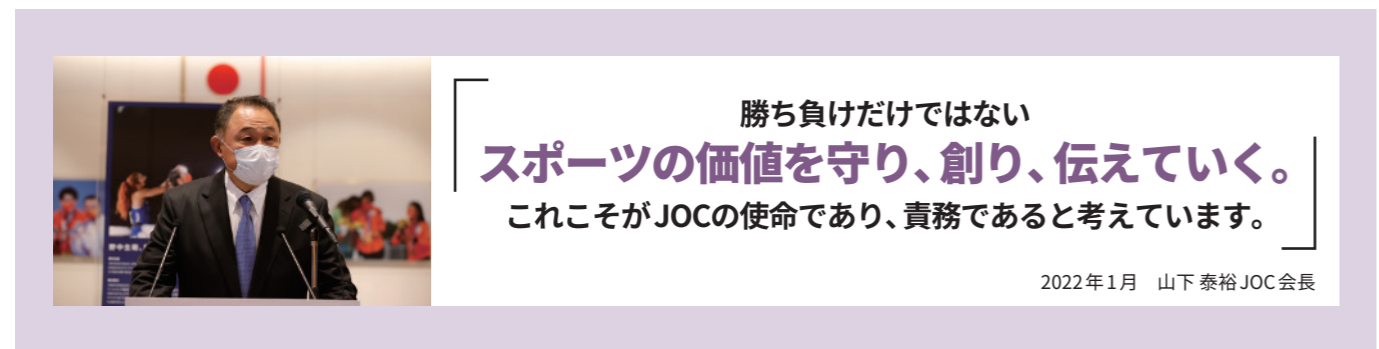 「勝ち負けだけではない
スポーツの価値を守り、創り、伝えていく。
これこそがJOCの使命であり、責務であると考えています。」
2022年1月　山下 泰裕JOC会長